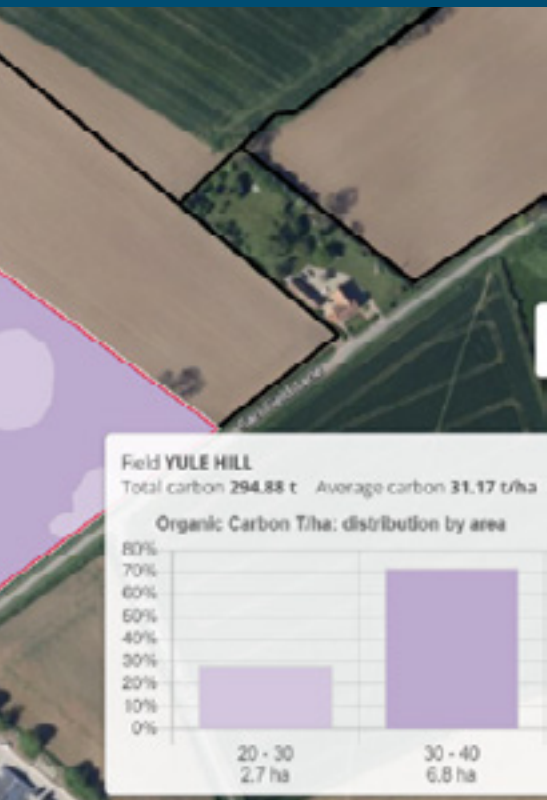 Field YULE HILL
Total carbon 294.88 t Average carbon 31.17 t/ha
Organic Carbon T/ha: distribution by area
80%
70%
60%
50%
40%
30%
20%
10%
0%
20 - 30
30 - 40
2.7 ha
6.8 ha